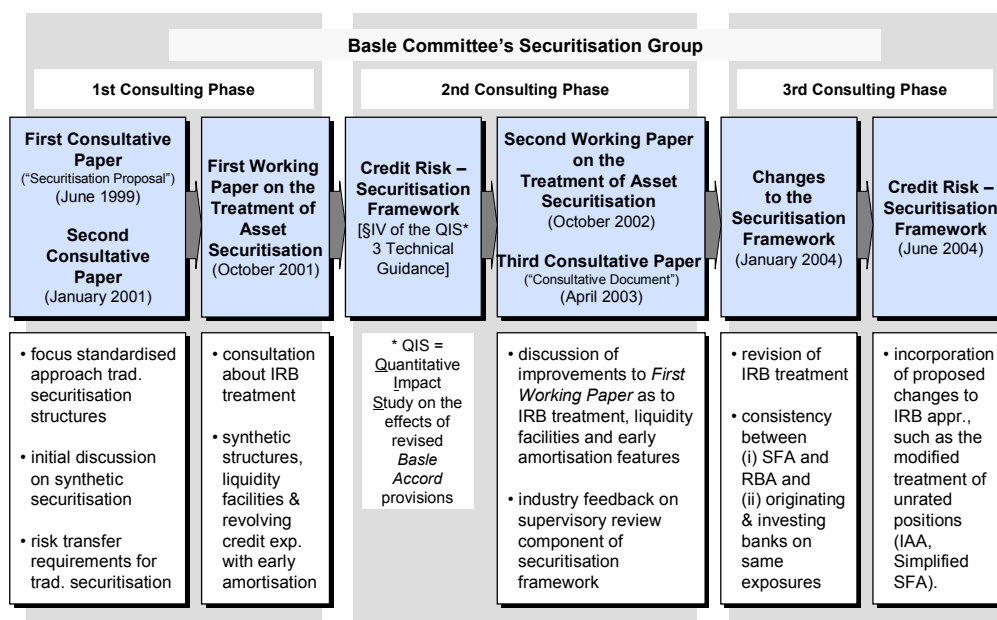 Basle Committee's Securitisation Group
1st Consulting Phase
2nd Consulting Phase
3rd Consulting Phase
First Consultative
Paper
("Securitisation Proposal")
(June 1999)
Second
Consultative
Paper
(January 2001)
First Working
Paper on the
Treatment of
Asset
Securitisation
(October 2001)
Credit Risk –
Securitisation
Framework
[§IV of the QIS*
3 Technical
Guidance]
Second Working Paper
on the
Treatment of Asset
Securitisation
(October 2002)
Third Consultative Paper
("Consultative Document")
(April 2003)
Changes
to the
Securitisation
Framework
(January 2004)
Credit Risk –
Securitisation
Framework
(June 2004)
• focus standardised
approach trad.
securitisation
structures
• initial discussion
on synthetic
securitisation
• risk transfer
requirements for
trad. securitisation
• consultation
about IRB
treatment
• synthetic
structures,
liquidity
facilities &
revolving
credit exp.
with early
amortisation
* QIS =
Quantitative
Impact
Study on the
effects of
revised
Basle
Accord
provisions
• discussion of
improvements to First
Working Paper as to
IRB treatment, liquidity
facilities and early
amortisation features
• industry feedback on
supervisory review
component of
securitisation
framework
• revision of
IRB treatment
• consistency
between
(i) SFA and
RBA and
(ii) originating
& investing
banks on
same
exposures
• incorporation
of proposed
changes to
IRB appr.,
such as the
modified
treatment of
unrated
positions
(IAA,
Simplified
SFA).